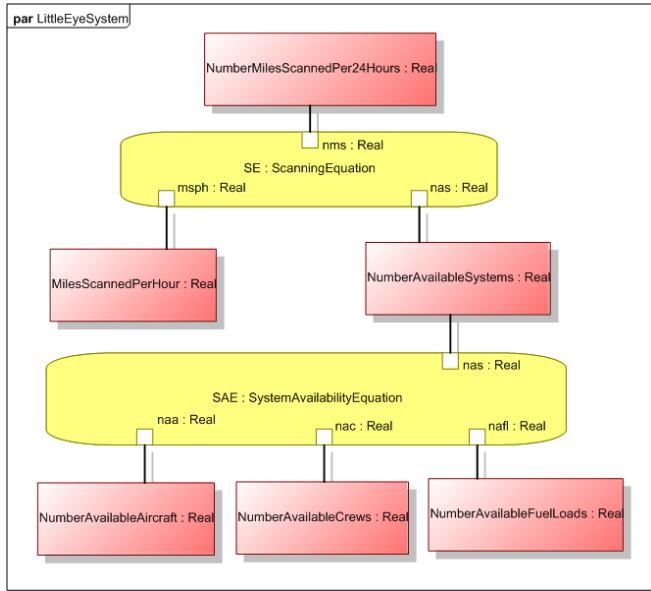 par LittleEyeSystem
NumberMilesScannedPer24Hours : Real
nms : Real
SE : ScanningEquation
msph : Real
nas : Real
MilesScannedPerHour : Real
NumberAvailableSystems : Real
nas : Real
SAE : SystemAvailabilityEquation
naa : Real
nac : Real
nafl : Real
NumberAvailableAircraft : Real
NumberAvailableCrews : Real
NumberAvailableFuelLoads : Real